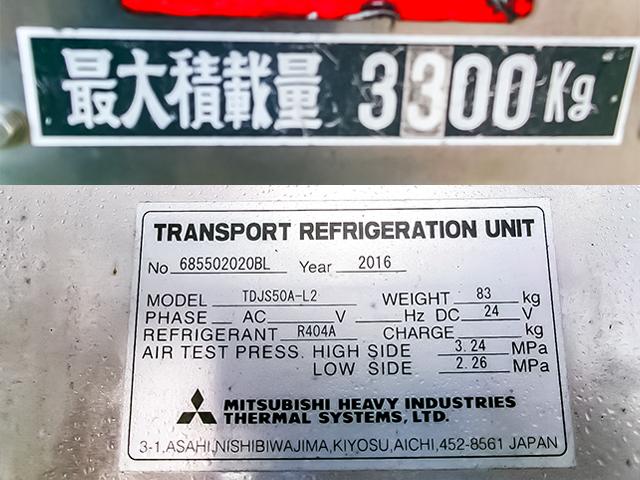 最大積載量 3300Kg
TRANSPORT REFRIGERATION UNIT
No 685502020BL Year 2016
MODEL TDJS50A-L2 WEIGHT 83 kg
PHASE AC V Hz DC 24 V
REFRIGERANT R404A CHARGE kg
AIR TEST PRESS. HIGH SIDE 3.24 MPa
LOW SIDE 2.26 MPa
MITSUBISHI HEAVY INDUSTRIES
THERMAL SYSTEMS, LTD.
3-1,ASAHI,NISHIBIWAJIMA,KIYOSU,AICHI,452-8561 JAPAN